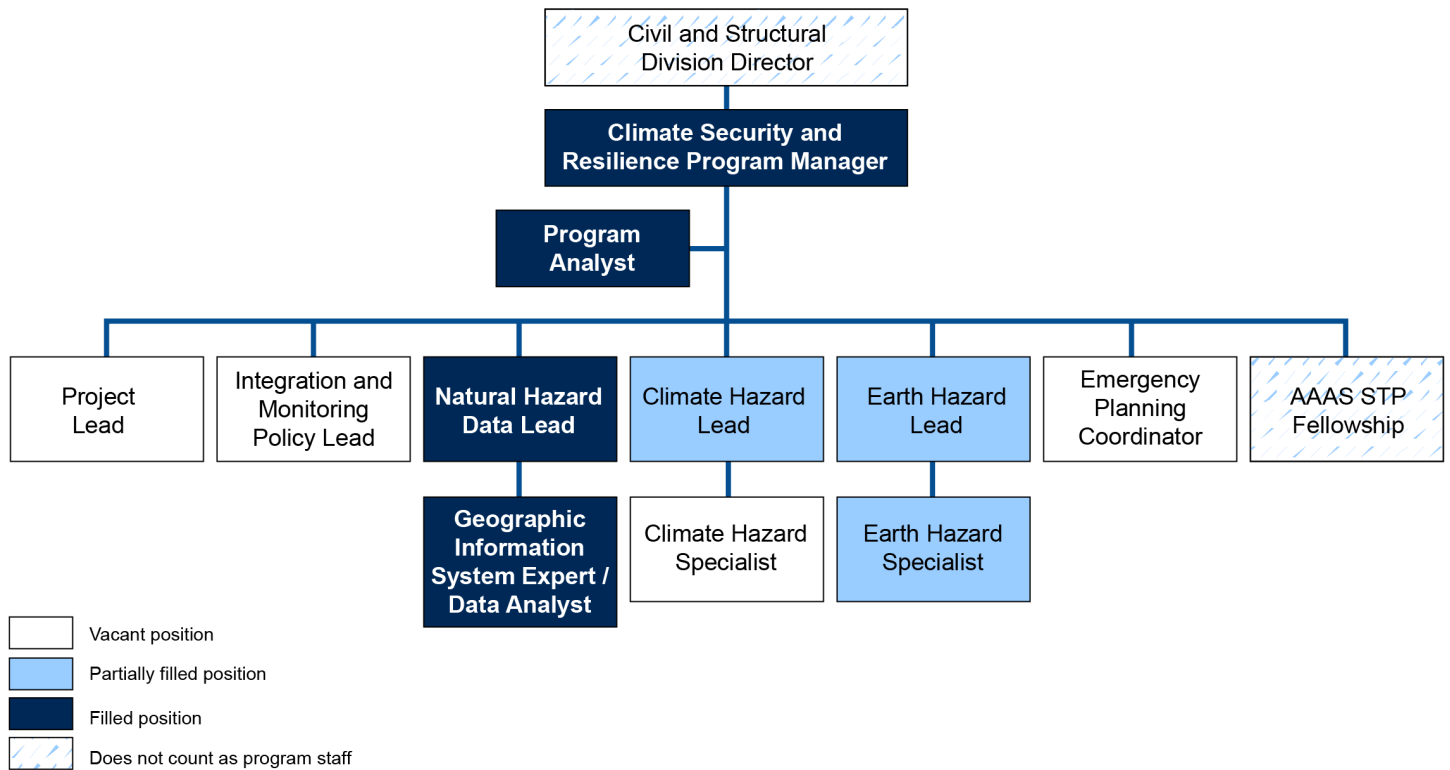 Civil and Structural
Division Director
Climate Security and
Resilience Program Manager
Program
Analyst
Project
Lead
Integration and
Monitoring
Policy Lead
Natural Hazard
Data Lead
Climate Hazard
Lead
Earth Hazard
Lead
Emergency
Planning
Coordinator
AAAS STP
Fellowship
Geographic
Information
System Expert /
Data Analyst
Climate Hazard
Specialist
Earth Hazard
Specialist
Vacant position
Partially filled position
Filled position
Does not count as program staff